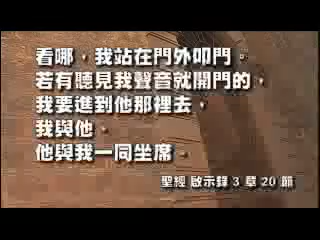 看哪，我站在門外叩門。
若有聽見我聲音就開門的，
我要進到他那裡去，
我與他，
他與我一同坐席。
聖經 啟示錄 3 章 20 節